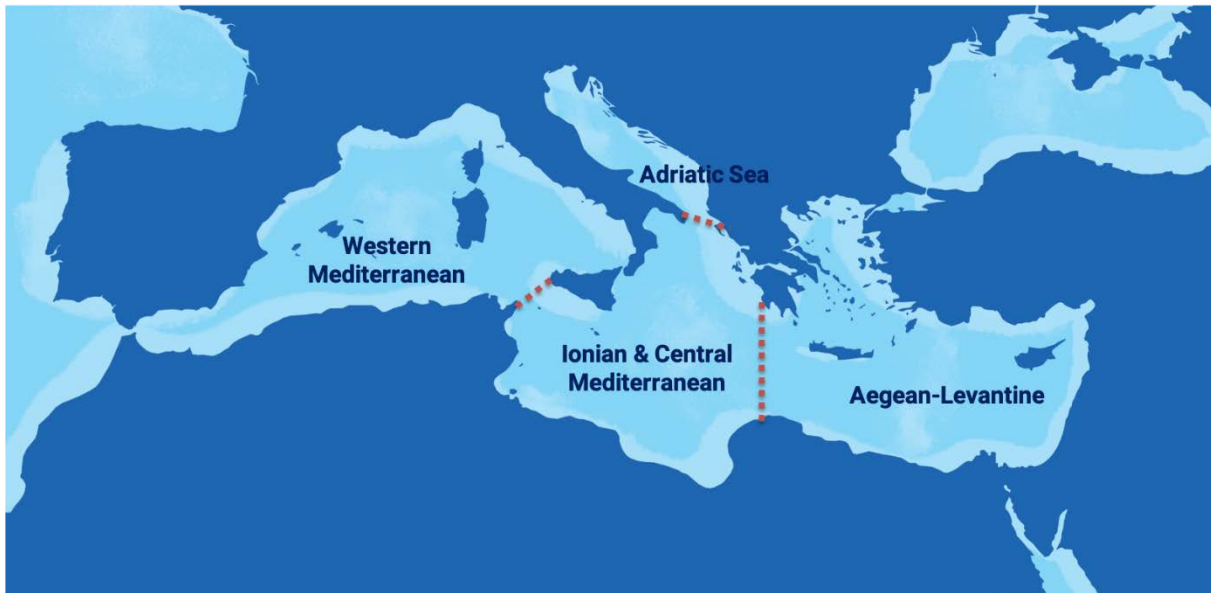 Adriatic Sea
Western
Mediterranean
Ionian & Central
Mediterranean
Aegean-Levantine